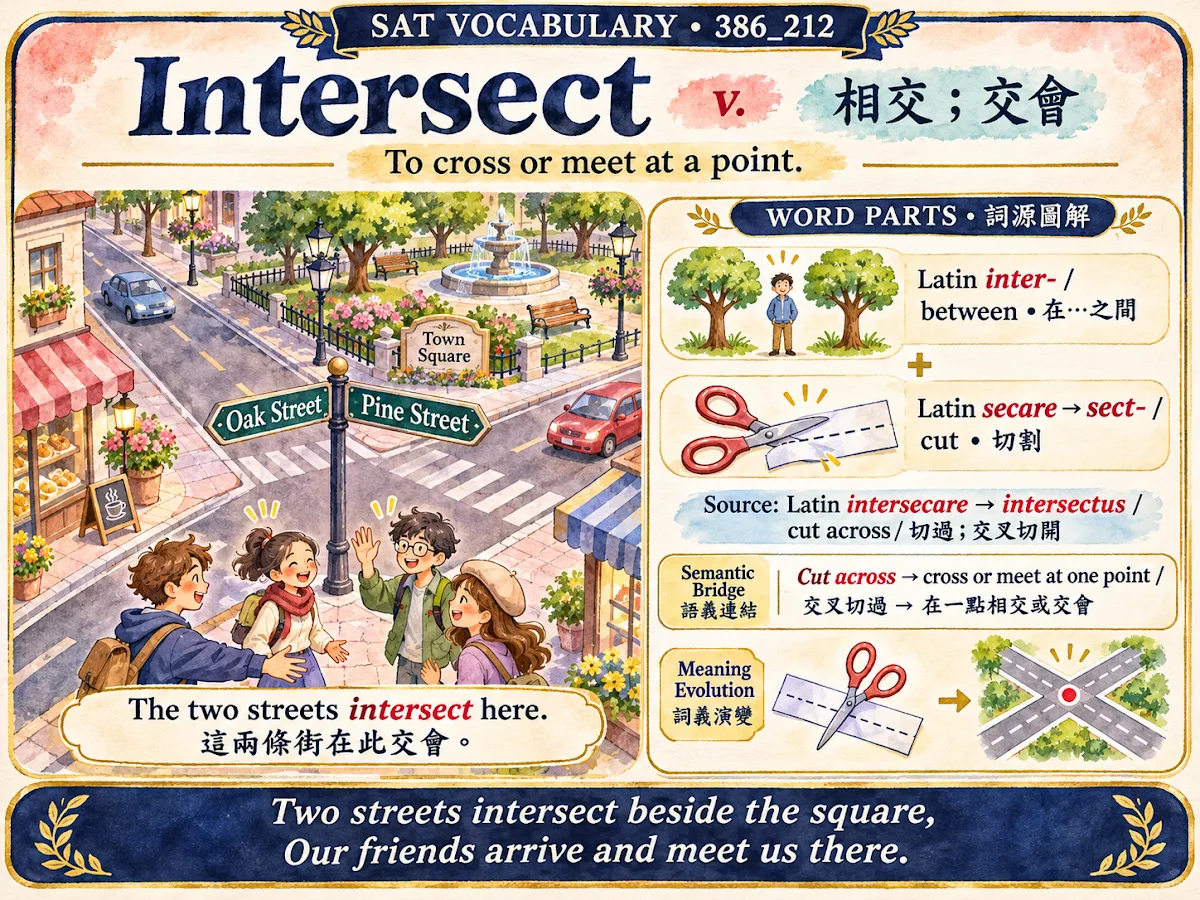 SAT VOCABULARY • 386_212
Intersect v. 相交；交會
To cross or meet at a point.
Town
Square
Oak Street
Pine Street
The two streets intersect here.
這兩條街在此交會。
WORD PARTS • 詞源圖解
Latin inter- /
between • 在…之間
+
Latin secare → sect- /
cut • 切割
Source: Latin intersecare → intersectus /
cut across / 切過；交叉切開
Semantic
Bridge
語義連結
Cut across → cross or meet at one point /
交叉切過 → 在一點相交或交會
Meaning
Evolution
詞義演變
Two streets intersect beside the square,
Our friends arrive and meet us there.